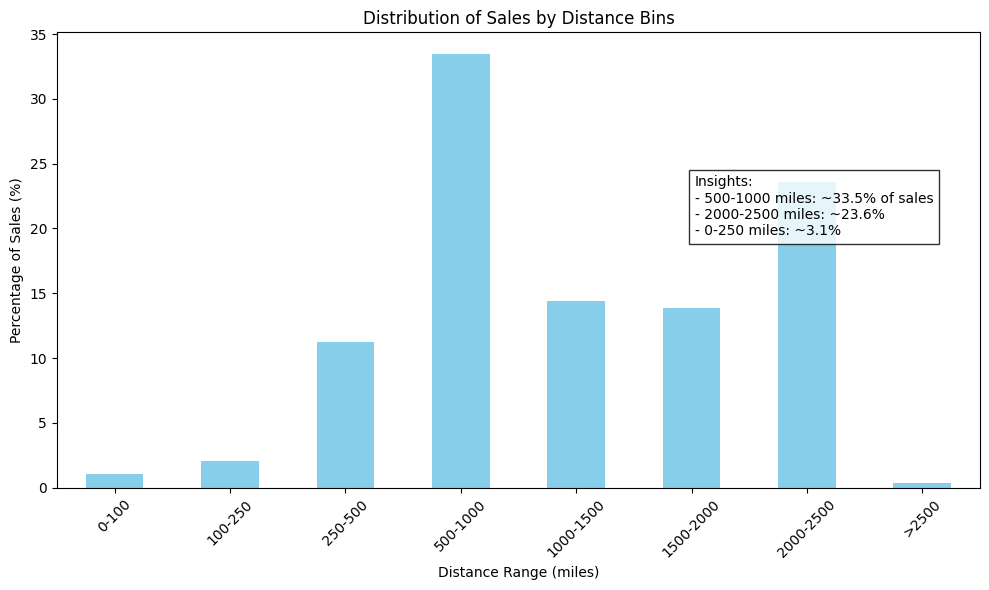 Distribution of Sales by Distance Bins
Percentage of Sales (%)
35
30
25
20
15
10
5
0
Insights:
- 500-1000 miles: ~33.5% of sales
- 2000-2500 miles: ~23.6%
- 0-250 miles: ~3.1%
0-100
100-250
250-500
500-1000
1000-1500
1500-2000
2000-2500
>2500
Distance Range (miles)